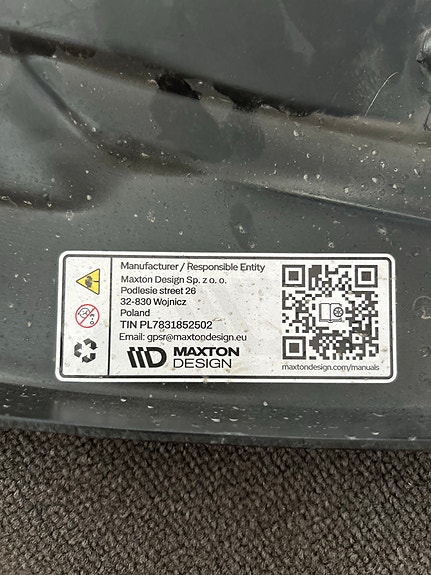 Manufacturer / Responsible Entity
Maxton Design Sp. z o. o.
Podlesie street 26
32-830 Wojnicz
Poland
TIN PL7831852502
Email: gpsr@maxtondesign.eu
MAXTON
DESIGN
maxtondesign.com/manuals